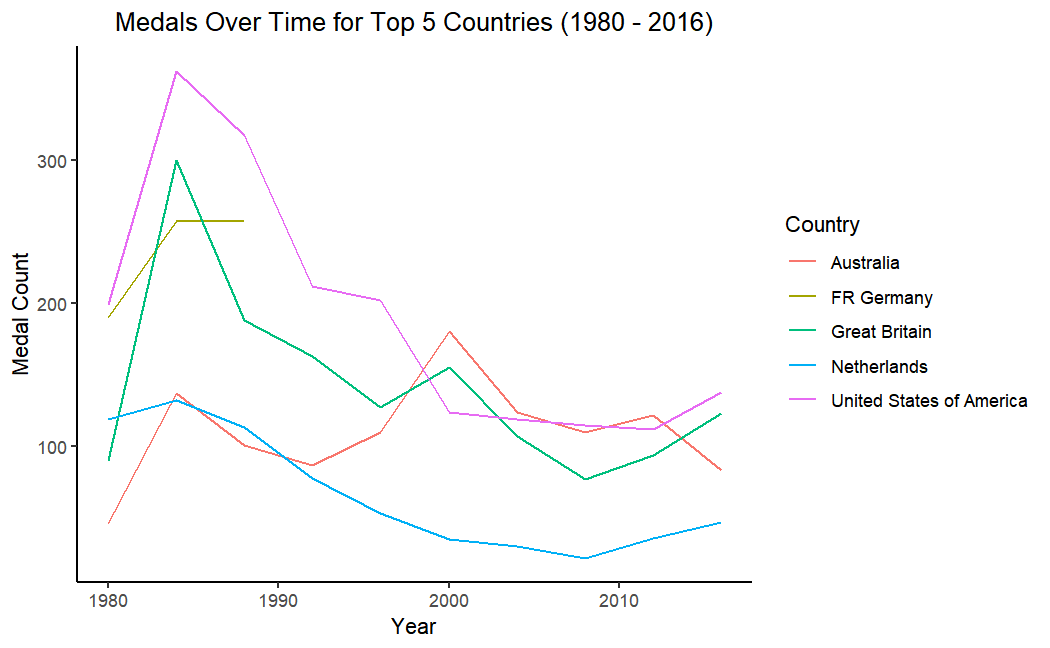 Medals Over Time for Top 5 Countries (1980 - 2016)
Medal Count
300
200
100
1980 1990 2000 2010
Year
Country
Australia
FR Germany
Great Britain
Netherlands
United States of America